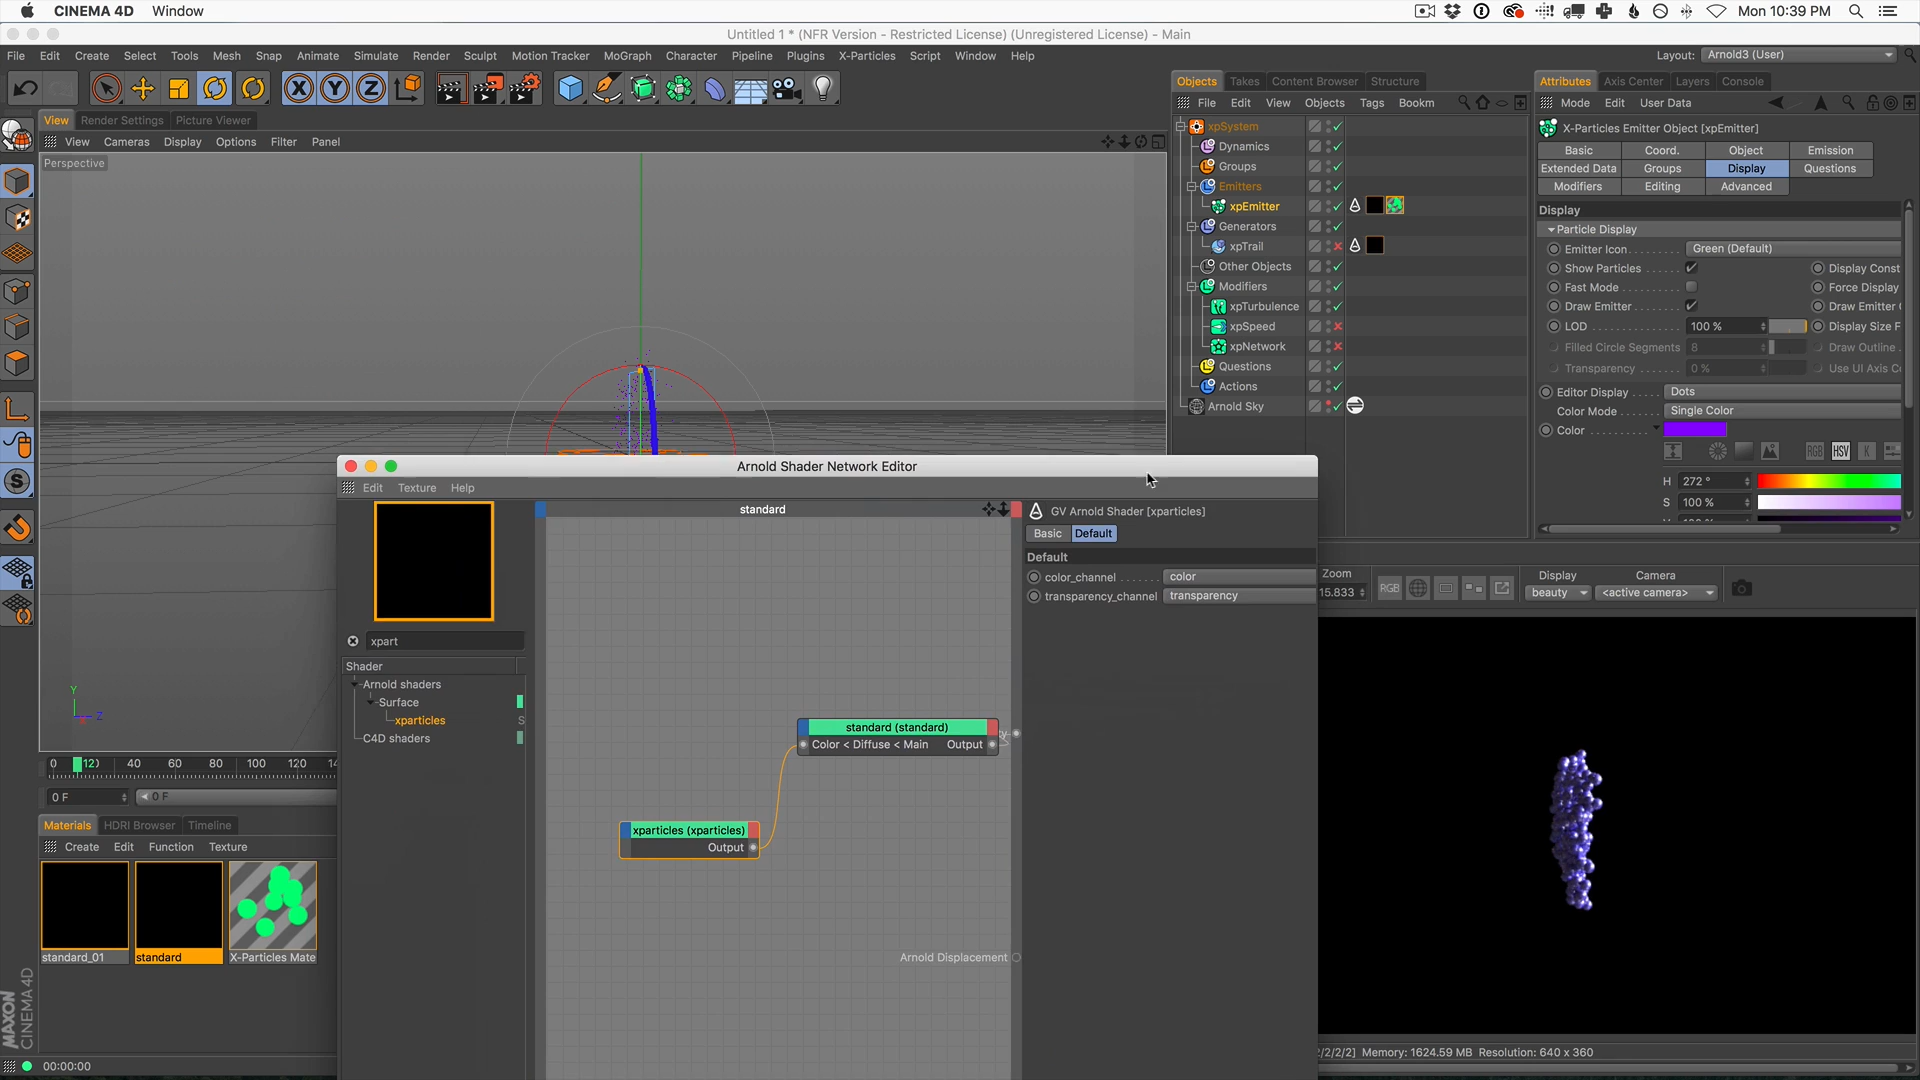 CINEMA 4D Window
Mon 10:39 PM
Untitled 1 * (NFR Version - Restricted License) (Unregistered License) - Main
File Edit Create Select Tools Mesh Snap Animate Simulate Render Sculpt Motion Tracker MoGraph Character Pipeline Plugins X-Particles Script Window Help
Layout: Arnold3 (User)
X Y Z
Objects Takes Content Browser Structure
File Edit View Objects Tags Bookm
Attributes Axis Center Layers Console
Mode Edit User Data
View Render Settings Picture Viewer
View Cameras Display Options Filter Panel
Perspective
xpSystem
Dynamics
Groups
Emitters
xpEmitter
Generators
xpTrail
Other Objects
Modifiers
xpTurbulence
xpSpeed
xpNetwork
Questions
Actions
Arnold Sky
X-Particles Emitter Object [xpEmitter]
Basic Coord. Object Emission
Extended Data Groups Display Questions
Modifiers Editing Advanced
Display
Particle Display
Emitter Icon Green (Default)
Show Particles Display Const
Fast Mode Force Display
Draw Emitter Draw Emitter
LOD 100 % Display Size F
Filled Circle Segments 8 Draw Outline
Transparency 0 % Use UI Axis C
Editor Display Dots
Color Mode Single Color
Color
RGB HSV K
H 272 °
S 100 %
Arnold Shader Network Editor
Edit Texture Help
standard
GV Arnold Shader [xparticles]
Basic Default
Default
color_channel color
transparency_channel transparency
xpart
Shader
Arnold shaders
Surface
xparticles S
C4D shaders
standard (standard)
Color < Diffuse < Main Output
xparticles (xparticles)
Output
Arnold Displacement
Zoom
15.833
RGB
Display
beauty
Camera
<active camera>
Y
Z
0 12) 40 60 80 100 120 14
0 F 0 F
Materials HDRI Browser Timeline
Create Edit Function Texture
standard_01 standard X-Particles Mate
MAXON
CINEMA 4D
00:00:00
2/2/2/2] Memory: 1624.59 MB Resolution: 640 x 360